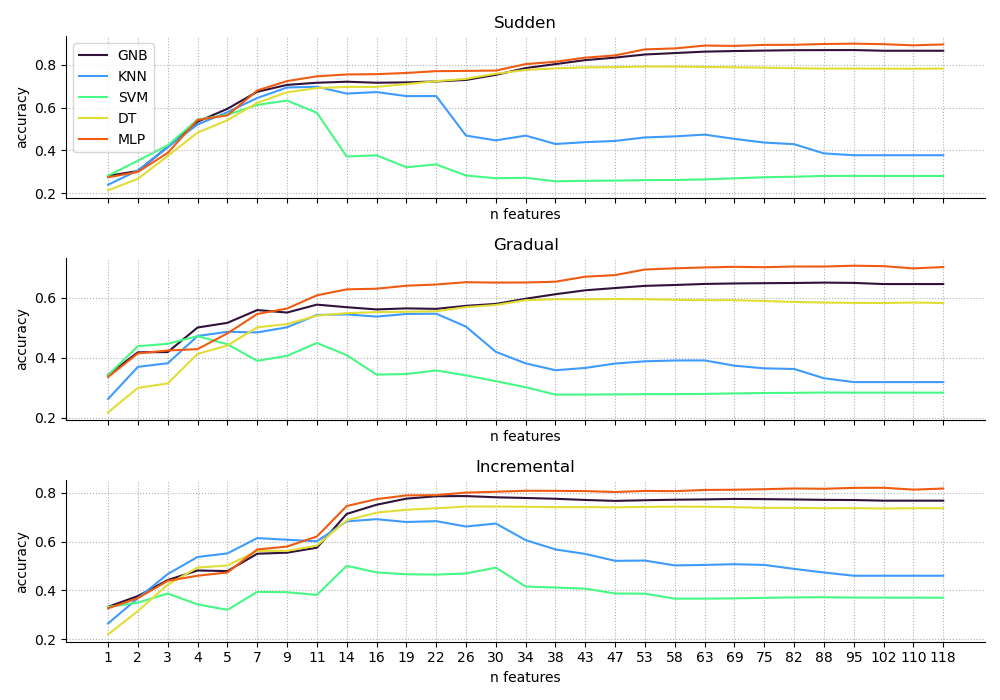 Sudden
accuracy
0.8
0.6
0.4
0.2
GNB
KNN
SVM
DT
MLP
n features
Gradual
accuracy
0.6
0.4
0.2
n features
Incremental
accuracy
0.8
0.6
0.4
0.2
1 2 3 4 5 7 9 11 14 16 19 22 26 30 34 38 43 47 53 58 63 69 75 82 88 95 102 110 118
n features